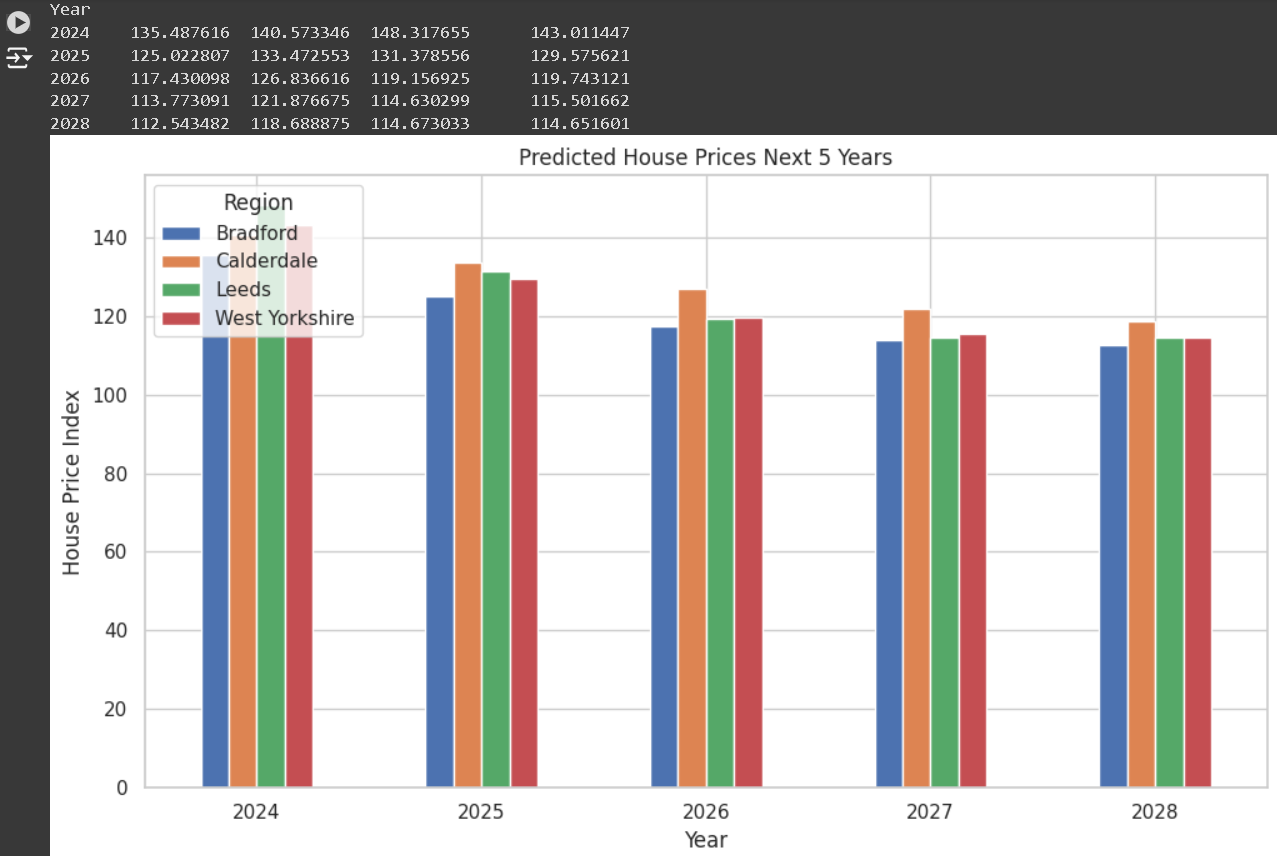 Year
2024 135.487616 140.573346 148.317655 143.011447
2025 125.022807 133.472553 131.378556 129.575621
2026 117.430098 126.836616 119.156925 119.743121
2027 113.773091 121.876675 114.630299 115.501662
2028 112.543482 118.688875 114.673033 114.651601
Predicted House Prices Next 5 Years
Region
Bradford
Calderdale
Leeds
West Yorkshire
House Price Index
140
120
100
80
60
40
20
0
2024 2025 2026 2027 2028
Year